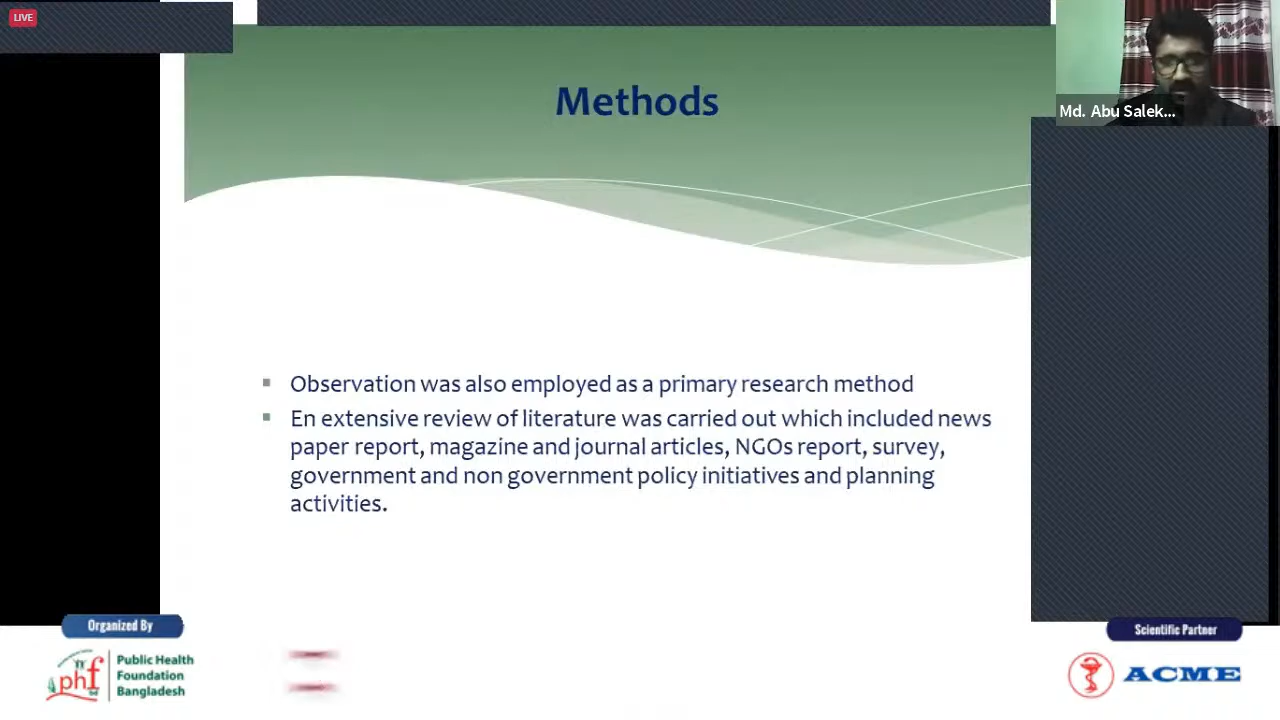 LIVE
Methods
Md. Abu Salek...
Observation was also employed as a primary research method
En extensive review of literature was carried out which included news
paper report, magazine and journal articles, NGOs report, survey,
government and non government policy initiatives and planning
activities.
Organized By
phf
Public Health
Foundation
Bangladesh
Scientific Partner
ACME